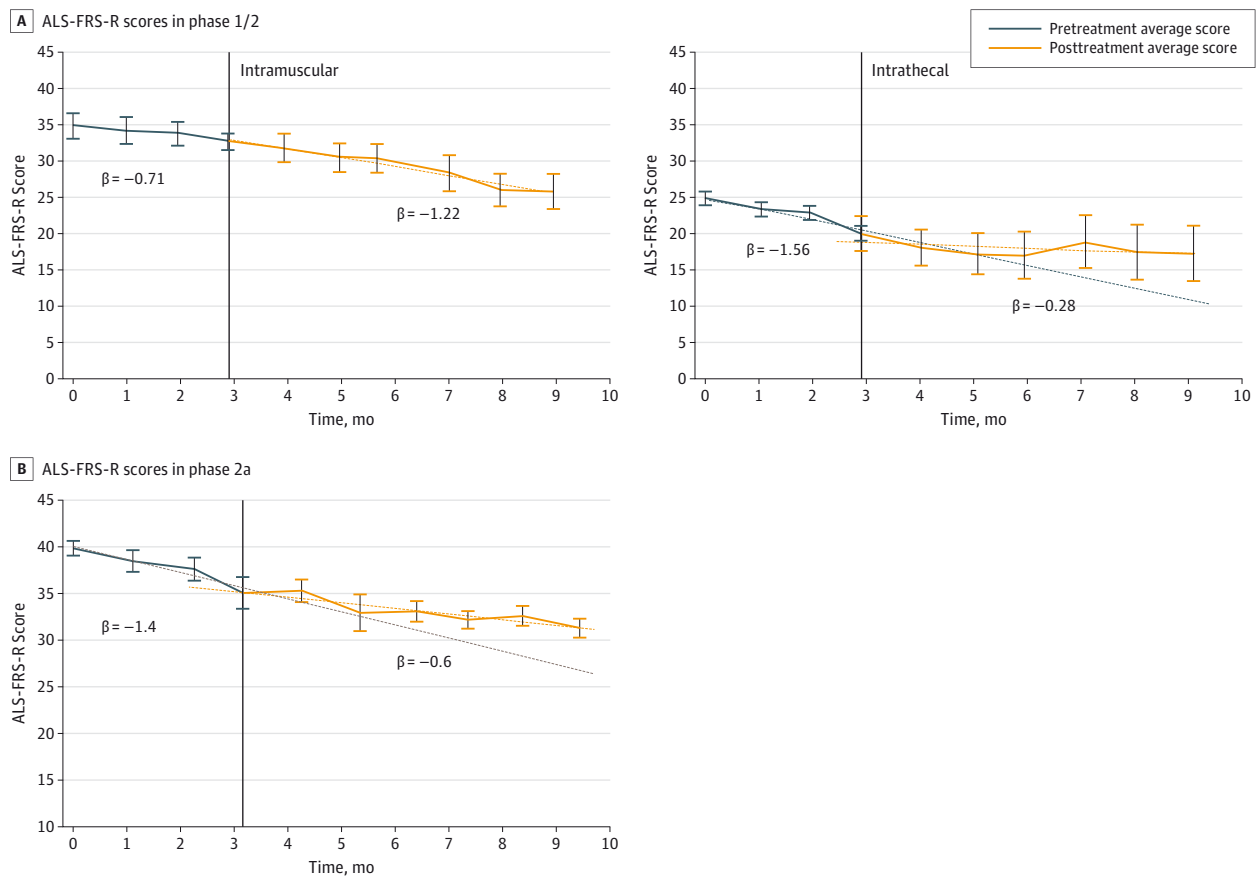 A ALS-FRS-R scores in phase 1/2
Pretreatment average score
Posttreatment average score
45
40
35
30
25
20
15
10
5
0
ALS-FRS-R Score
Intramuscular
β = −0.71
β = −1.22
0 1 2 3 4 5 6 7 8 9 10
Time, mo
45
40
35
30
25
20
15
10
5
0
ALS-FRS-R Score
Intrathecal
β = −1.56
β = −0.28
0 1 2 3 4 5 6 7 8 9 10
Time, mo
B ALS-FRS-R scores in phase 2a
45
40
35
30
25
20
15
10
ALS-FRS-R Score
β = −1.4
β = −0.6
0 1 2 3 4 5 6 7 8 9 10
Time, mo